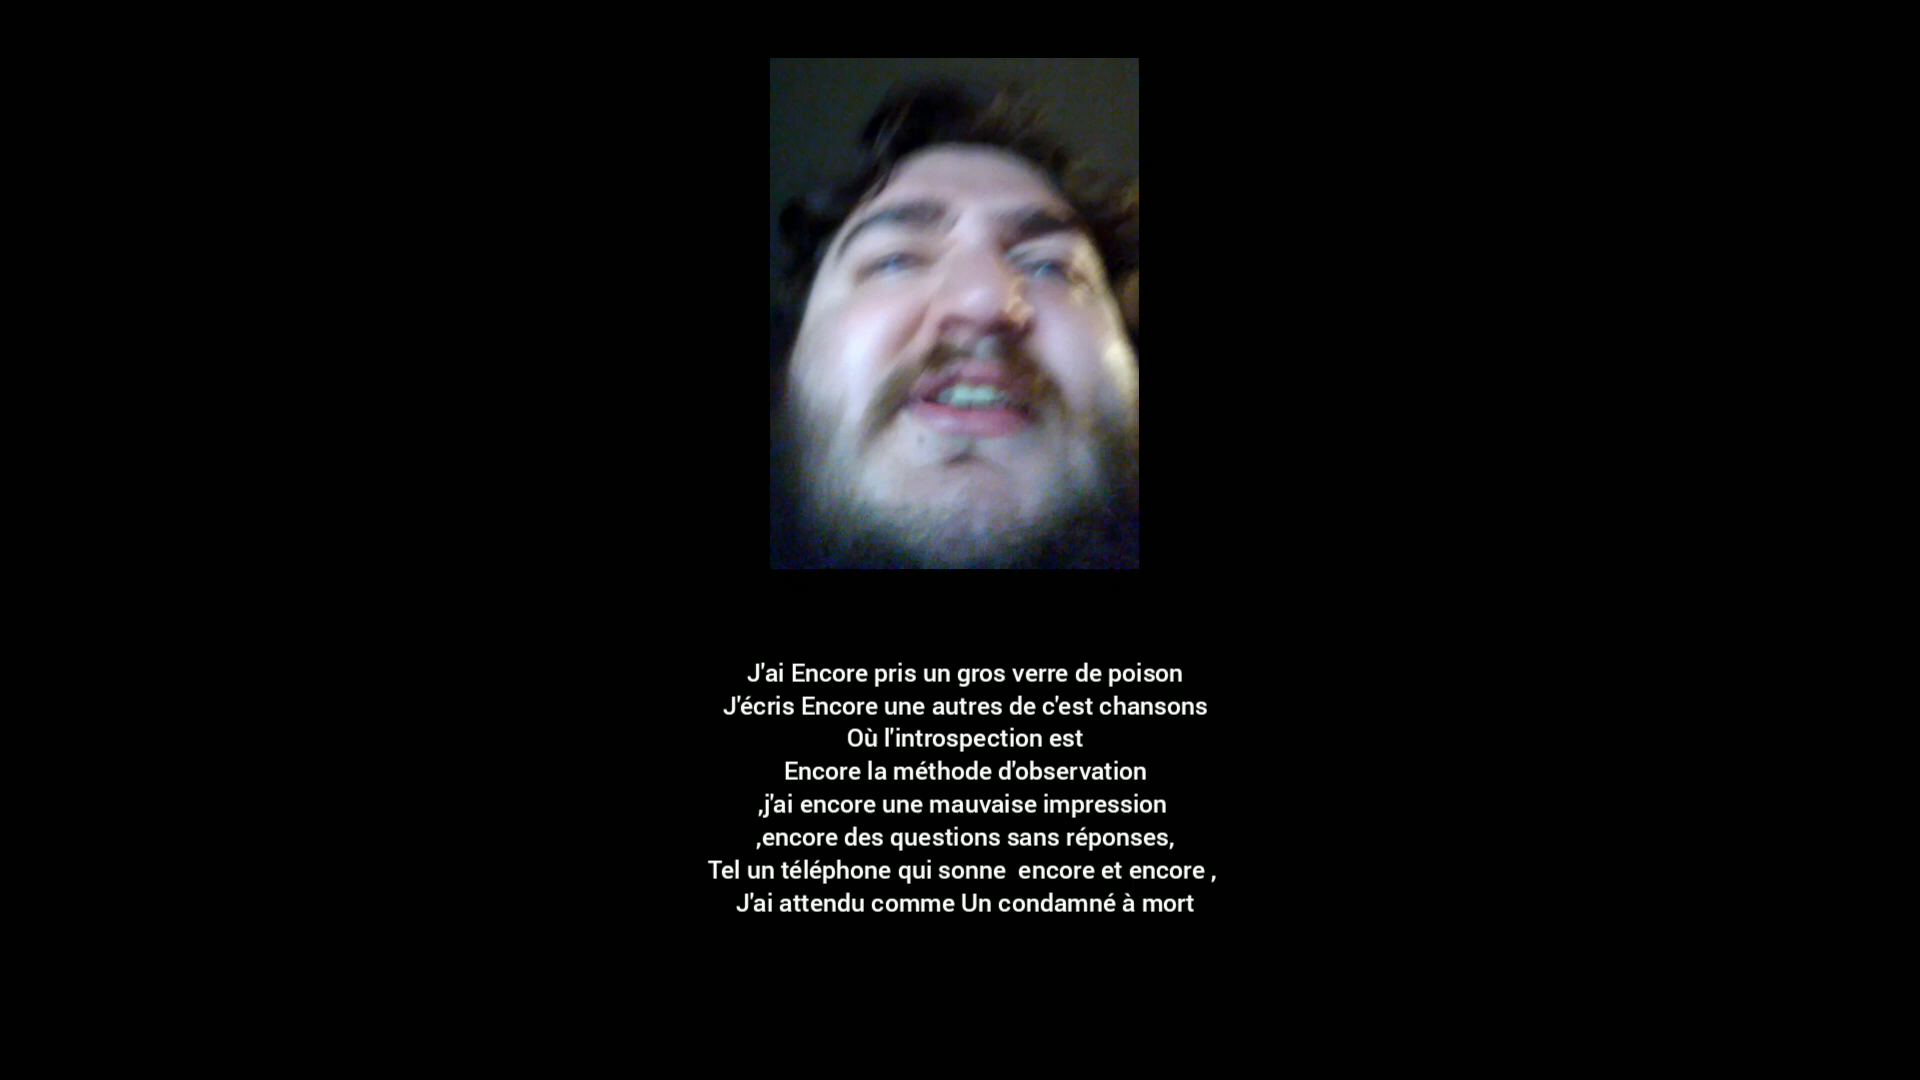 J'ai Encore pris un gros verre de poison
J'écris Encore une autres de c'est chansons
Où l'introspection est
Encore la méthode d'observation
,j'ai encore une mauvaise impression
,encore des questions sans réponses,
Tel un téléphone qui sonne  encore et encore ,
J'ai attendu comme Un condamné à mort